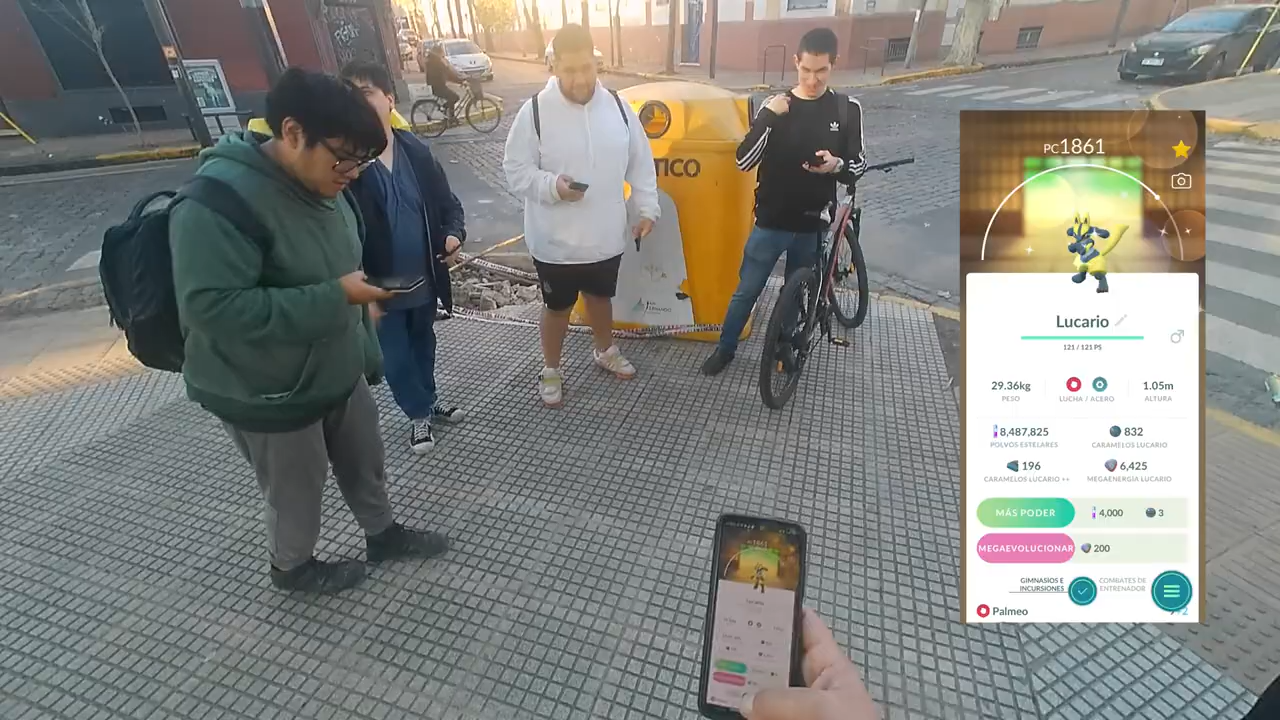 TICO
PC1861
Lucario
121 / 121 PS
29.36kg
PESO
LUCHA / ACERO
1.05m
ALTURA
8,487,825
POLVOS ESTELARES
832
CARAMELOS LUCARIO
196
CARAMELOS LUCARIO ++
6,425
MEGAENERGÍA LUCARIO
MÁS PODER
4,000
3
MEGAEVOLUCIONAR
200
GIMNASIOS E
INCURSIONES
COMBATES DE
ENTRENADOR
Palmeo